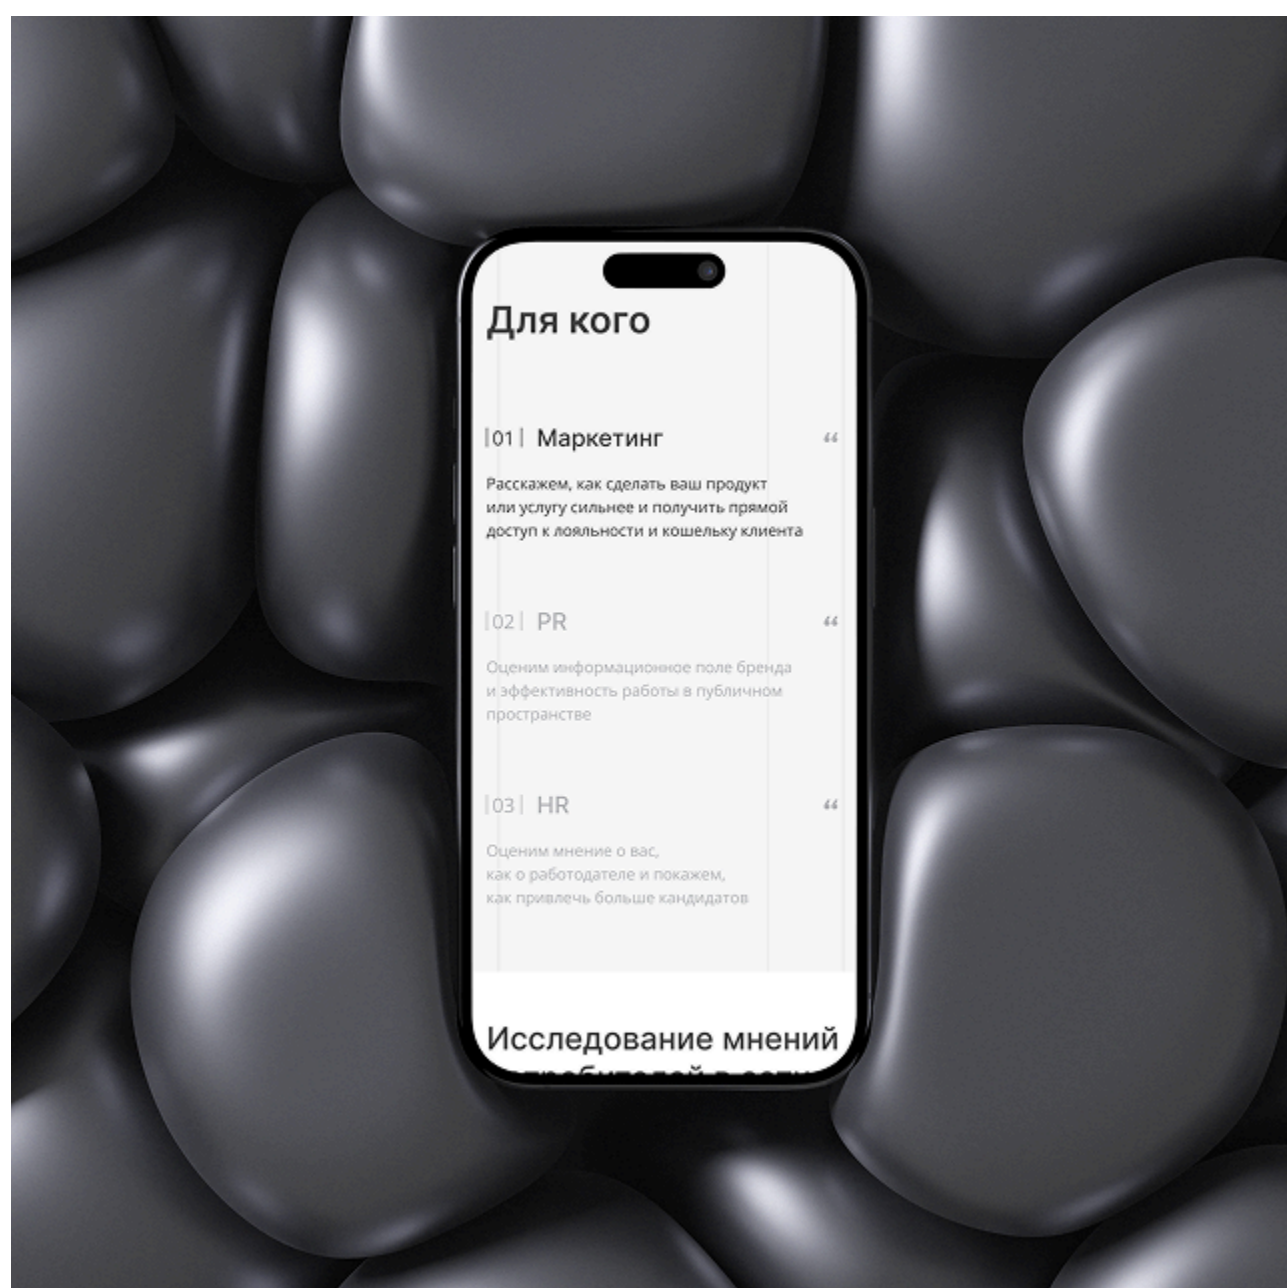 Для кого
|01| Маркетинг “
Расскажем, как сделать ваш продукт
или услугу сильнее и получить прямой
доступ к лояльности и кошельку клиента
|02| PR “
Оценим информационное поле бренда
и эффективность работы в публичном
пространстве
|03| HR “
Оценим мнение о вас,
как о работодателе и покажем,
как привлечь больше кандидатов
Исследование мнений